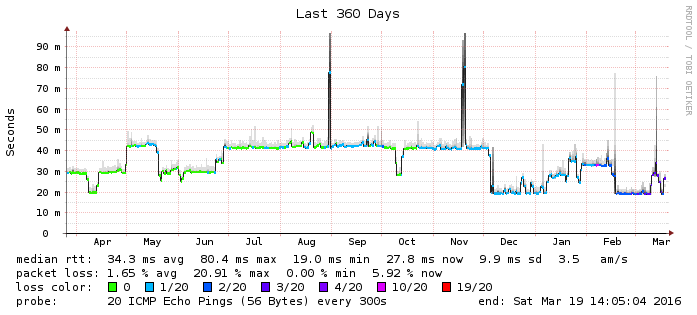 Last 360 Days
RRDTOOL / TOBI OETIKER
Seconds
90 m
80 m
70 m
60 m
50 m
40 m
30 m
20 m
10 m
0
Apr May Jun Jul Aug Sep Oct Nov Dec Jan Feb Mar
median rtt: 34.3 ms avg 80.4 ms max 19.0 ms min 27.8 ms now 9.9 ms sd 3.5 am/s
packet loss: 1.65 % avg 20.91 % max 0.00 % min 5.92 % now
loss color: 0 1/20 2/20 3/20 4/20 10/20 19/20
probe: 20 ICMP Echo Pings (56 Bytes) every 300s end: Sat Mar 19 14:05:04 2016